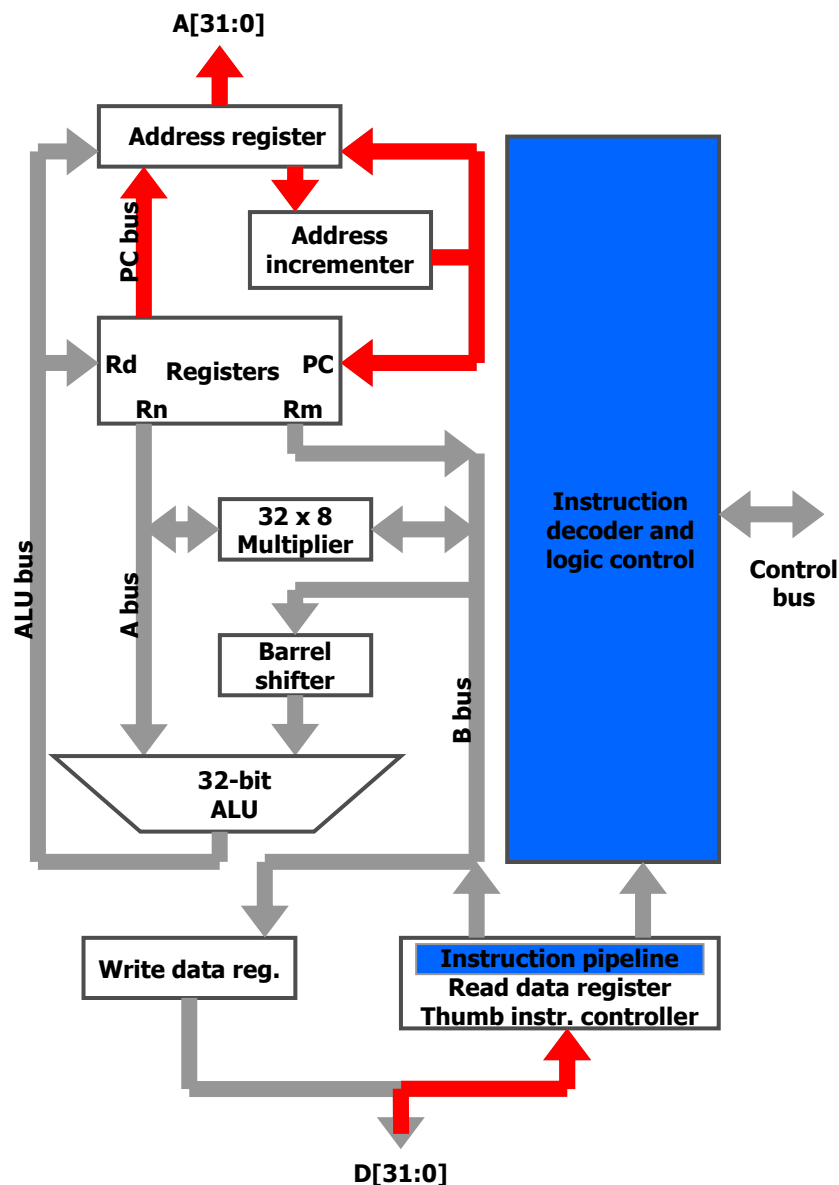 A[31:0]
Address register
PC bus
Address
incrementer
Rd
Registers
PC
Rn
Rm
32 x 8
Multiplier
Instruction
decoder and
logic control
Control
bus
ALU bus
A bus
Barrel
shifter
B bus
32-bit
ALU
Write data reg.
Instruction pipeline
Read data register
Thumb instr. controller
D[31:0]